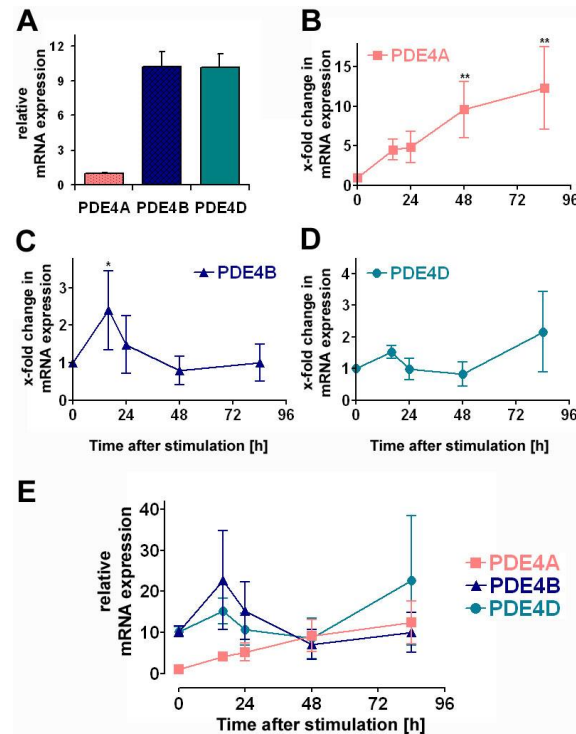 A
relative
mRNA expression
12
9
6
3
0
PDE4A PDE4B PDE4D
B
x-fold change in
mRNA expression
15
10
5
0
PDE4A
**
**
0 24 48 72 96
C
x-fold change in
mRNA expression
3
2
1
0
*
PDE4B
0 24 48 72 96
Time after stimulation [h]
D
x-fold change in
mRNA expression
4
3
2
1
0
PDE4D
0 24 48 72 96
Time after stimulation [h]
E
relative
mRNA expression
40
30
20
10
0
0 24 48 72 96
Time after stimulation [h]
PDE4A
PDE4B
PDE4D